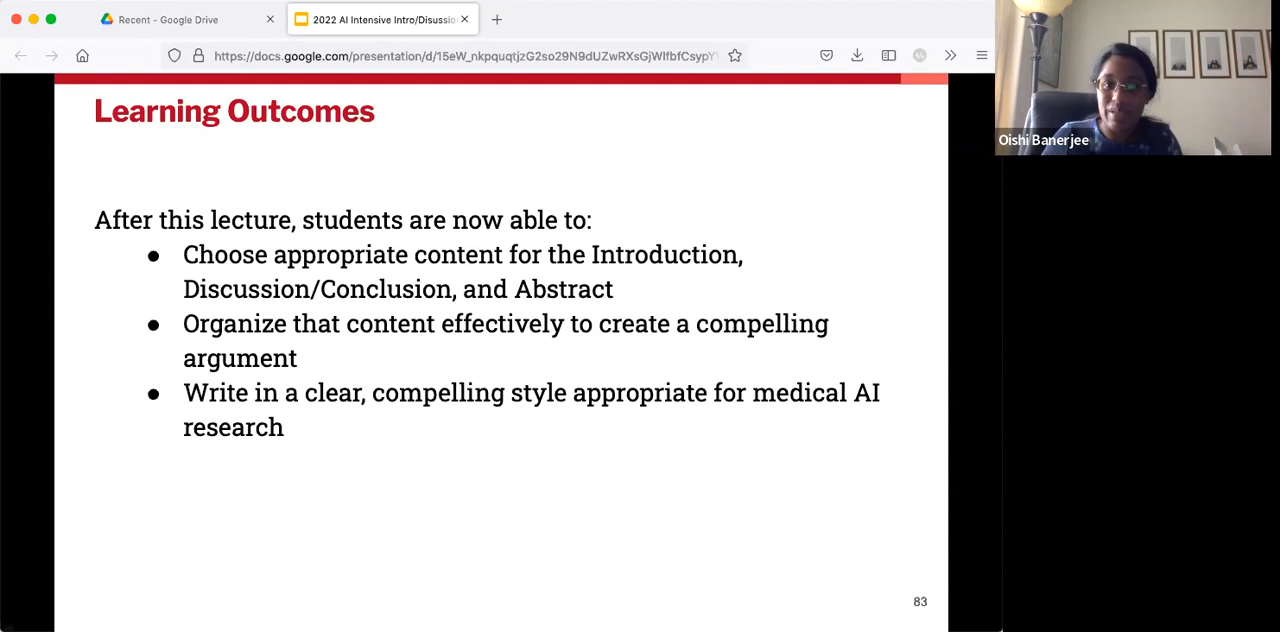 Recent - Google Drive
2022 AI Intensive Intro/Disussio
https://docs.google.com/presentation/d/15eW_nkpquqtjzG2so29N9dUZwRXsGjWIfbfCsypY
Oishi Banerjee
Learning Outcomes
After this lecture, students are now able to:
● Choose appropriate content for the Introduction,
Discussion/Conclusion, and Abstract
● Organize that content effectively to create a compelling
argument
● Write in a clear, compelling style appropriate for medical AI
research
83